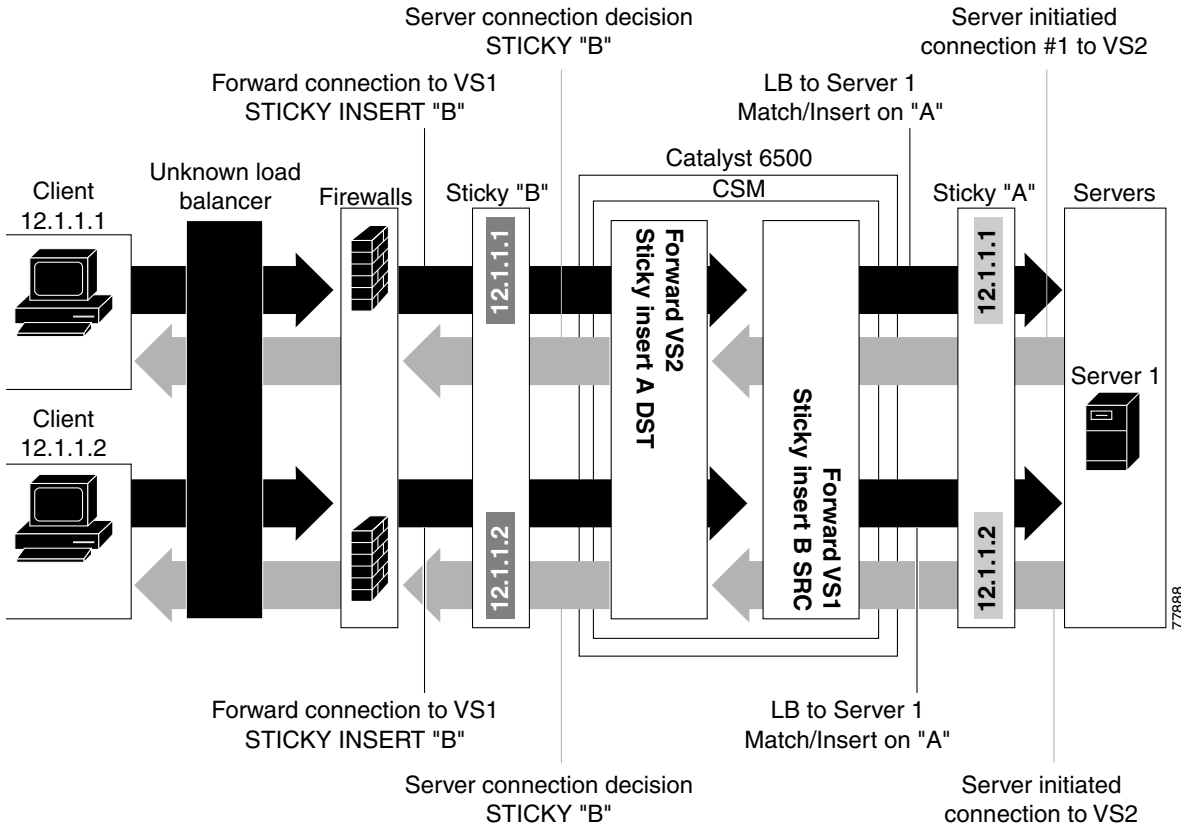 Server connection decision
STICKY "B"
Server initiatied
connection #1 to VS2
Forward connection to VS1
STICKY INSERT "B"
LB to Server 1
Match/Insert on "A"
Catalyst 6500
CSM
Client
12.1.1.1
Unknown load
balancer
Firewalls
Sticky "B"
Sticky "A"
Servers
12.1.1.1
Forward VS2
Sticky insert A DST
12.1.1.1
Server 1
Client
12.1.1.2
12.1.1.2
Forward VS1
Sticky insert B SRC
12.1.1.2
77888
Forward connection to VS1
STICKY INSERT "B"
LB to Server 1
Match/Insert on "A"
Server connection decision
STICKY "B"
Server initiated
connection to VS2